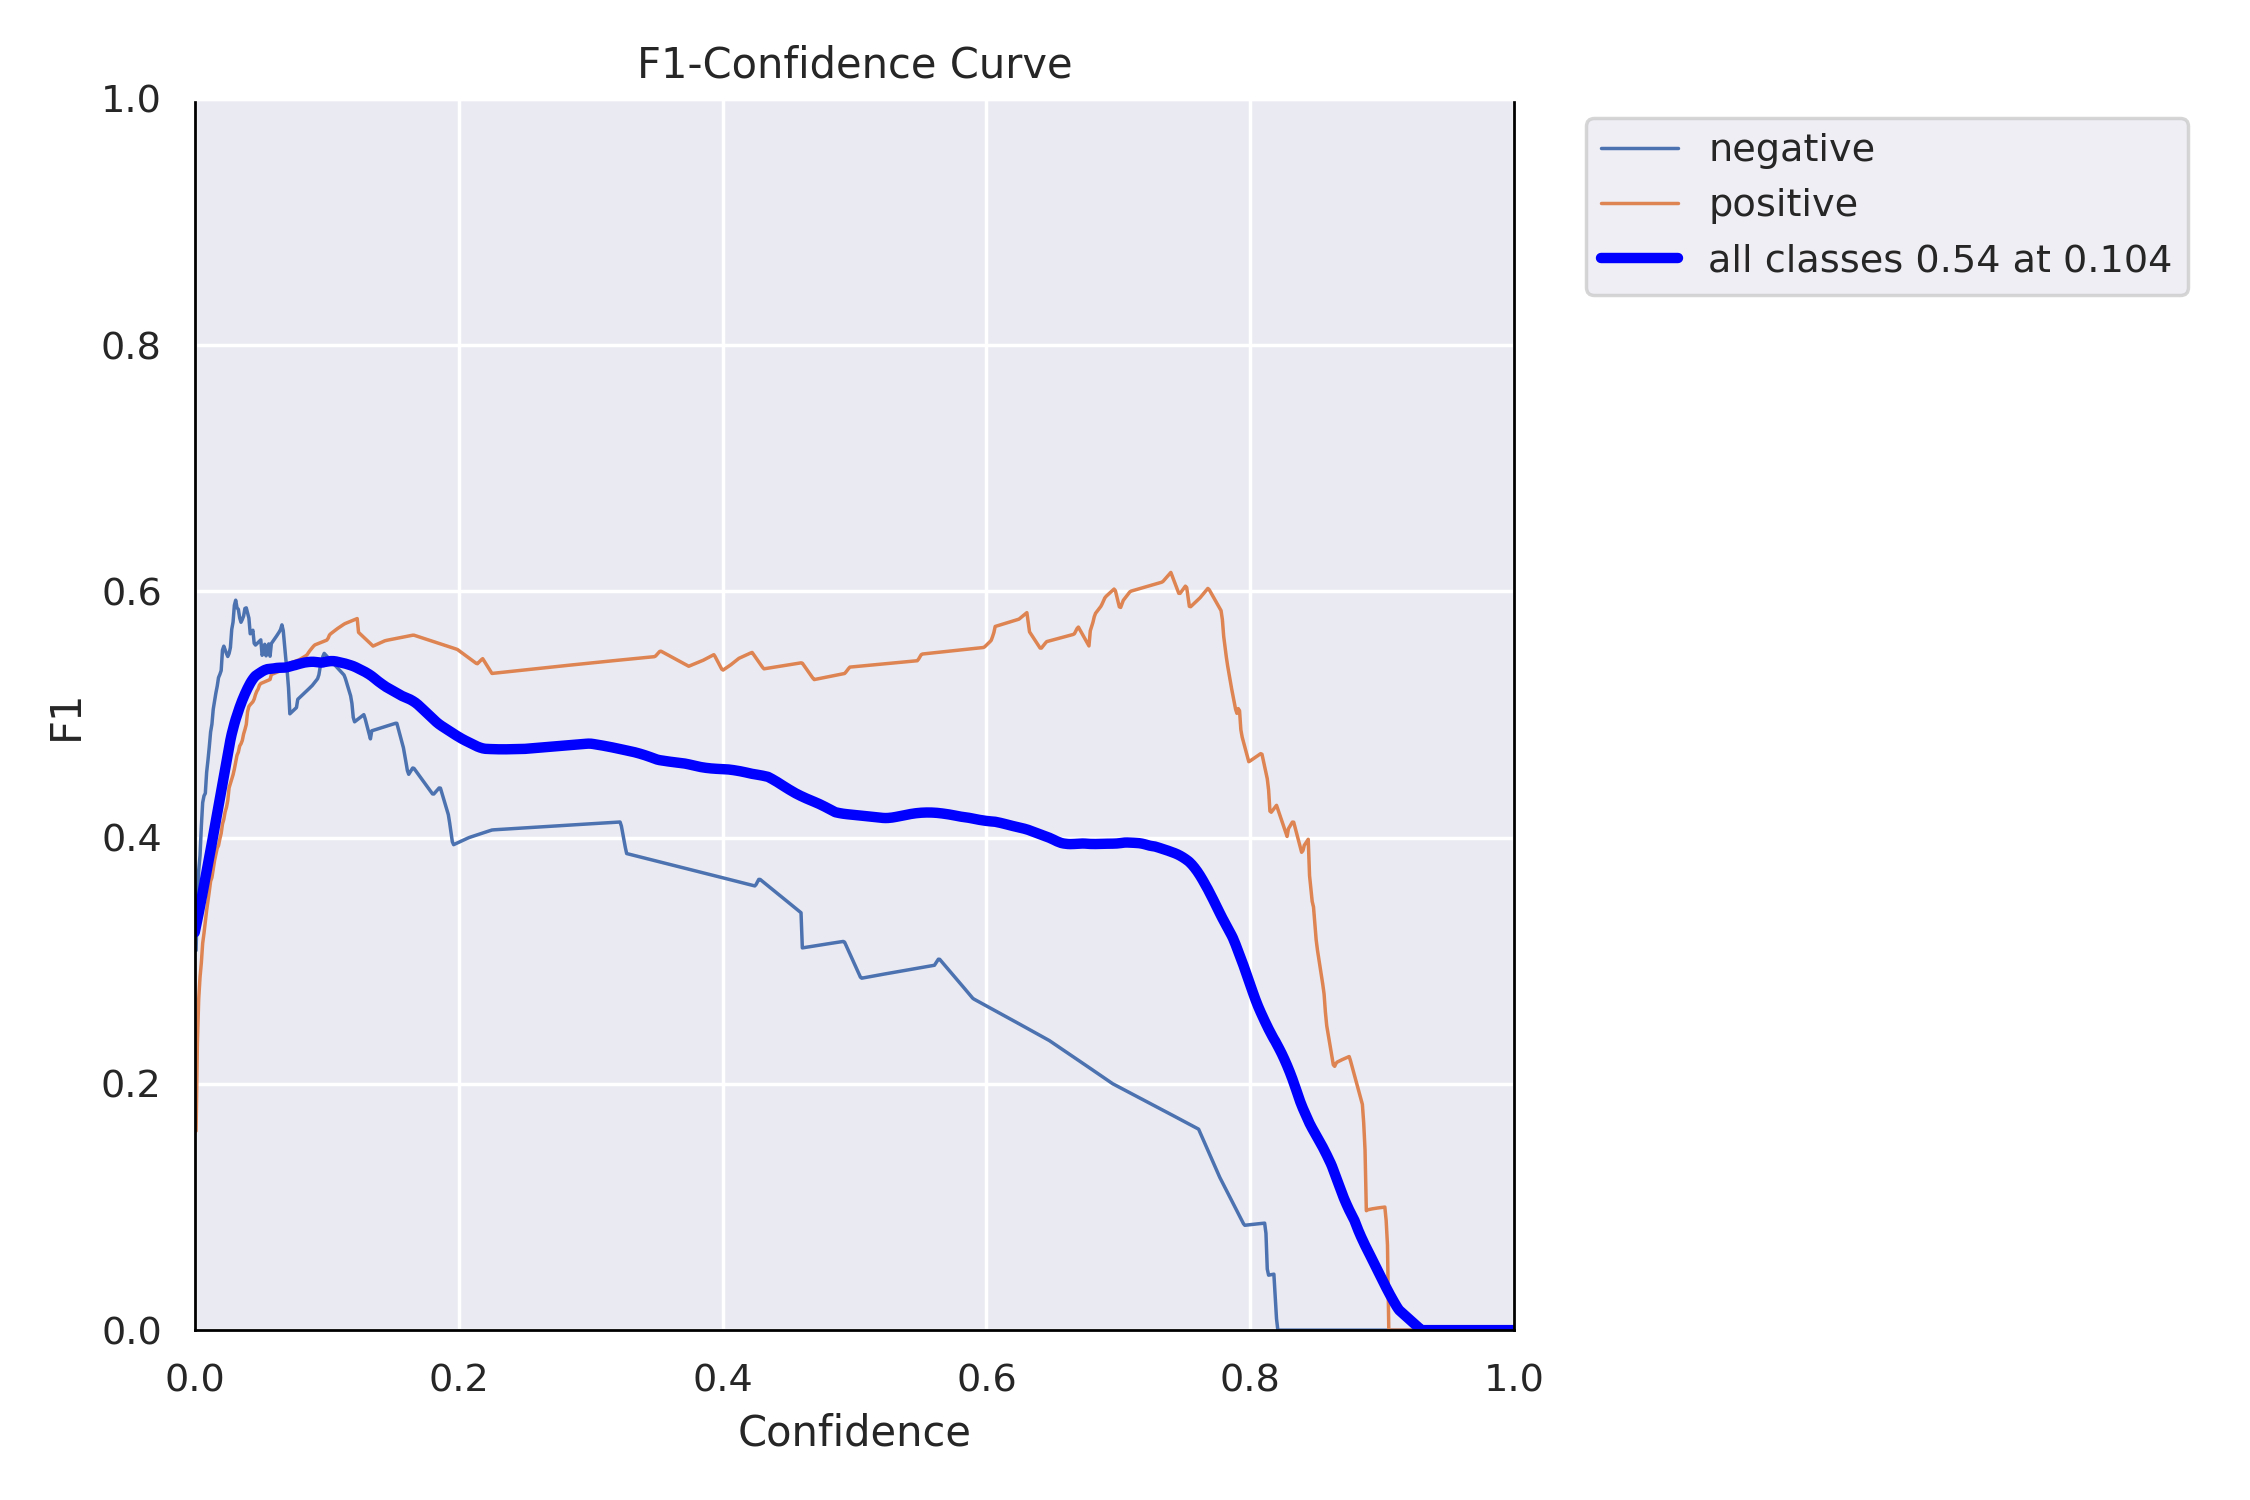 F1-Confidence Curve
1.0
0.8
0.6
0.4
0.2
0.0
F1
0.0 0.2 0.4 0.6 0.8 1.0
Confidence
negative
positive
all classes 0.54 at 0.104